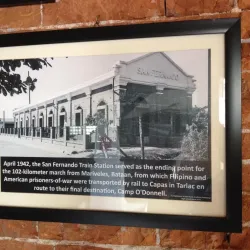 SAN FERNANDO
April 1942, the San Fernando Train Station served as the ending point for
the 102-kilometer march from Mariveles, Bataan, from which Filipino and
American prisoners-of-war were transported by rail to Capas in Tarlac en
route to their final destination, Camp O'Donnell.